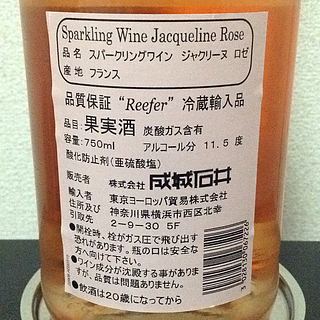 Sparkling Wine Jacqueline Rose
品名 スパークリングワイン ジャクリーヌ ロゼ
産地 フランス
品質保証 “Reefer” 冷蔵輸入品
品目:果実酒 炭酸ガス含有
容量:750ml アルコール分 11.5 度
酸化防止剤(亜硫酸塩)
販売者 株式会社 成城石井
輸入者 東京ヨーロッパ貿易株式会社
●住所及び 神奈川県横浜市西区北幸
引取先 2-9-30 5F
●開栓時、栓がガス圧で飛び出す
恐れがあります。瓶の口は安全な
方へ向けて下さい。
●ワイン成分が沈殿する事がありま
すが、品質は問題ありません。
●飲酒は20歳になってから
3 028130 067226